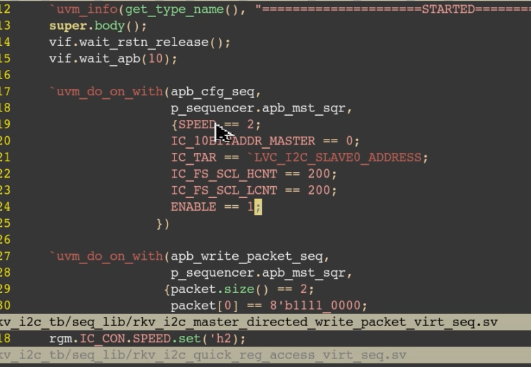 12 `uvm_info(get_type_name(), "=====================STARTED=======
13 super.body();
14 vif.wait_rstn_release();
15 vif.wait_apb(10);
16
17 `uvm_do_on_with(apb_cfg_seq,
18 p_sequencer.apb_mst_sqr,
19 {SPEED == 2;
20 IC_10BITADDR_MASTER == 0;
21 IC_TAR == `LVC_I2C_SLAVE0_ADDRESS;
22 IC_FS_SCL_HCNT == 200;
23 IC_FS_SCL_LCNT == 200;
24 ENABLE == 1;
25 })
26
27 `uvm_do_on_with(apb_write_packet_seq,
28 p_sequencer.apb_mst_sqr,
29 {packet.size() == 2;
30 packet[0] == 8'b1111_0000;
kv_i2c_tb/seq_lib/rkv_i2c_master_directed_write_packet_virt_seq.sv
18 rgm.IC_CON.SPEED.set('h2);
kv_i2c_tb/seq_lib/rkv_i2c_quick_reg_access_virt_seq.sv